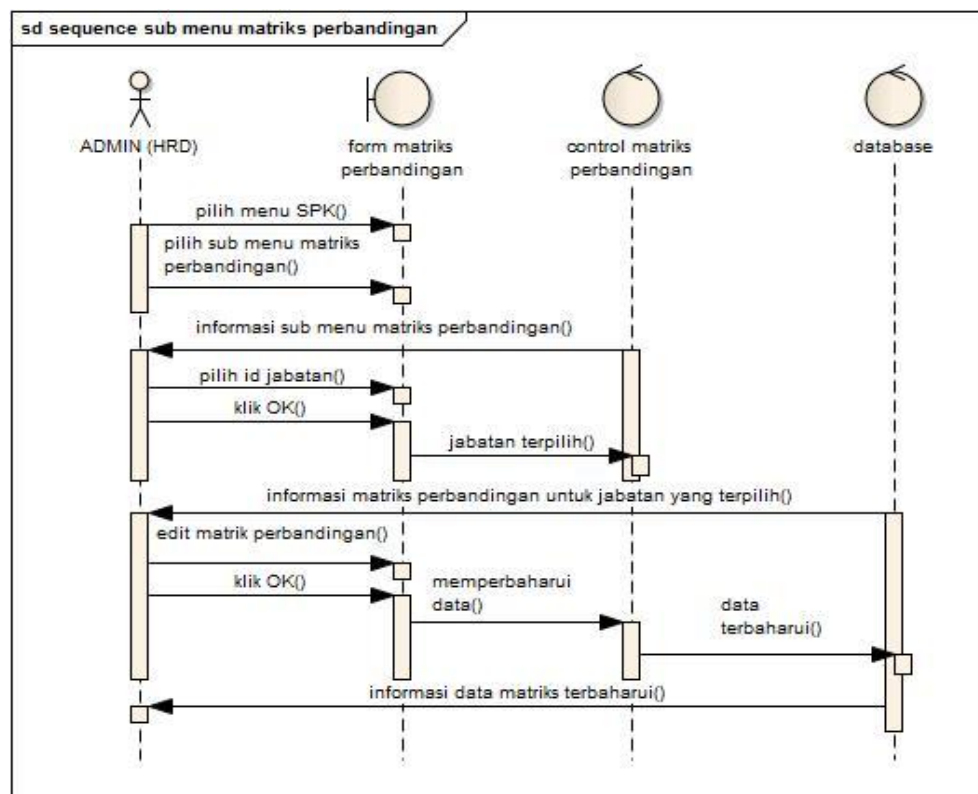 sd sequence sub menu matriks perbandingan
ADMIN (HRD)
form matriks
perbandingan
control matriks
perbandingan
database
pilih menu SPK()
pilih sub menu matriks
perbandingan()
informasi sub menu matriks perbandingan()
pilih id jabatan()
klik OK()
jabatan terpilih()
informasi matriks perbandingan untuk jabatan yang terpilih()
edit matrik perbandingan()
klik OK()
memperbaharui
data()
data
terbaharui()
informasi data matriks terbaharui()